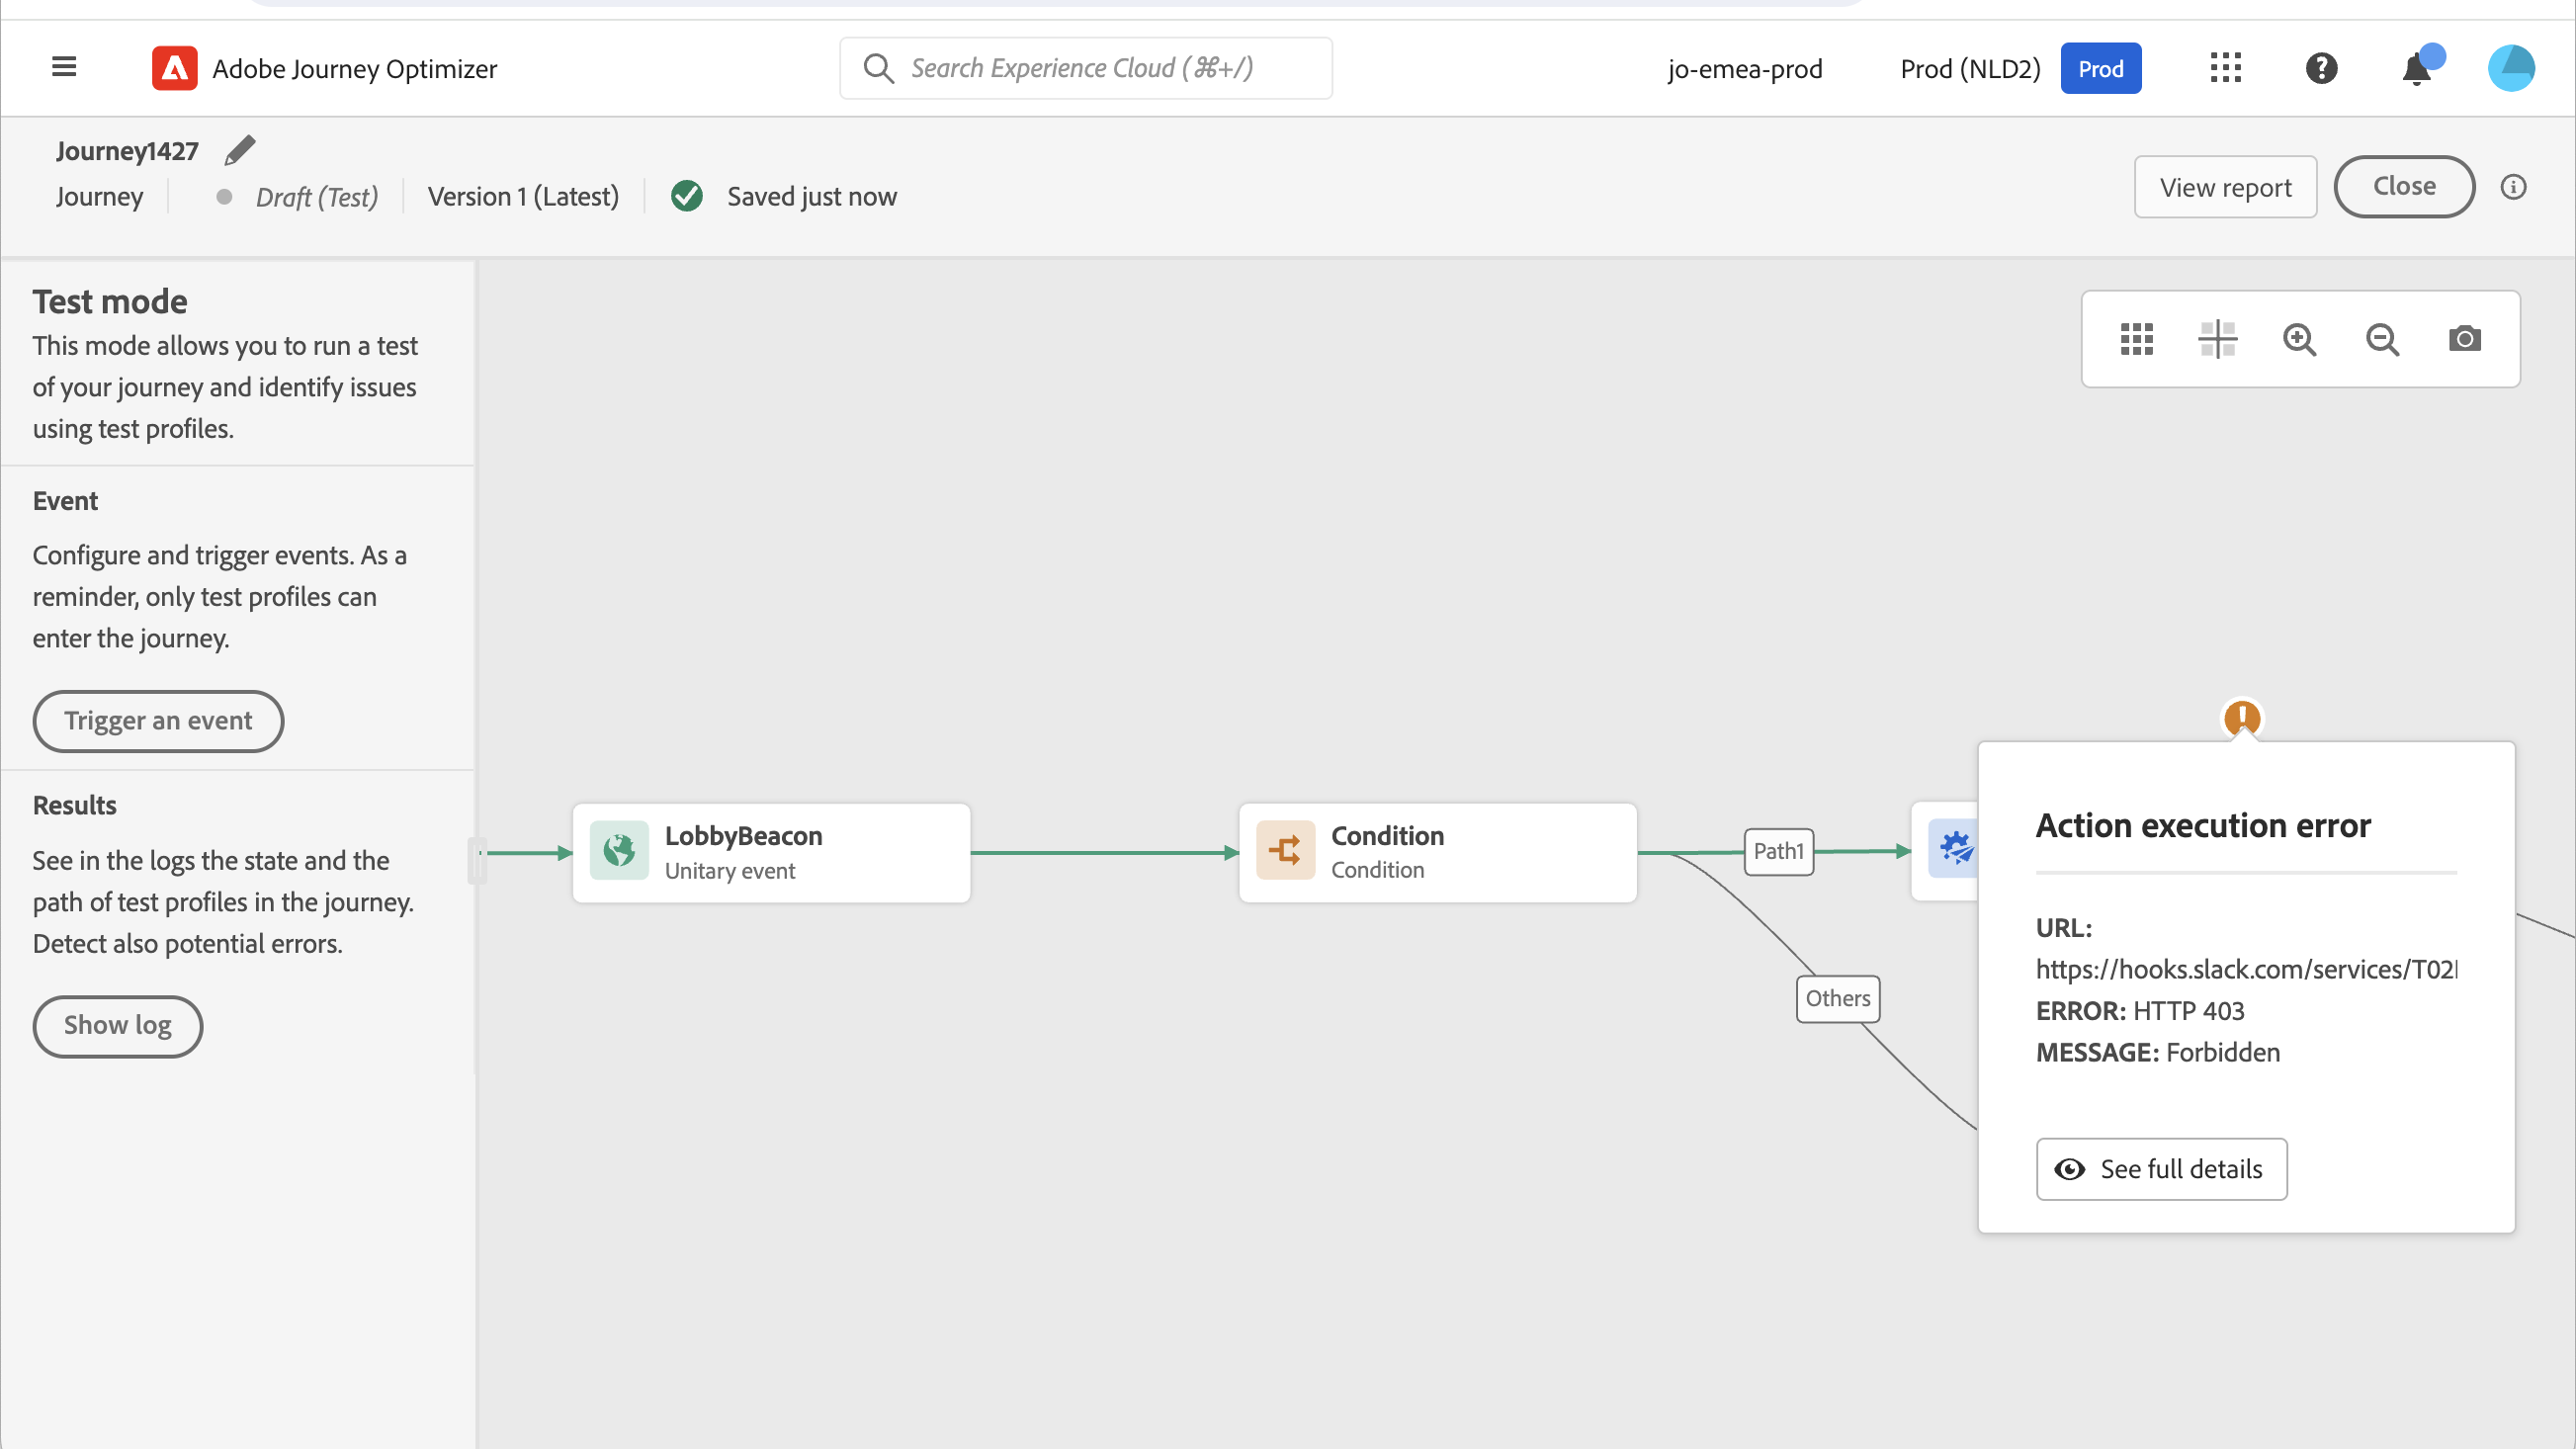 Adobe Journey Optimizer
Search Experience Cloud (⌘+/)
jo-emea-prod
Prod (NLD2)
Prod
Journey1427
Journey
Draft (Test)
Version 1 (Latest)
Saved just now
View report
Close
Test mode
This mode allows you to run a test
of your journey and identify issues
using test profiles.
Event
Configure and trigger events. As a
reminder, only test profiles can
enter the journey.
Trigger an event
Results
See in the logs the state and the
path of test profiles in the journey.
Detect also potential errors.
Show log
LobbyBeacon
Unitary event
Condition
Condition
Path1
Others
Action execution error
URL:
https://hooks.slack.com/services/T02
ERROR: HTTP 403
MESSAGE: Forbidden
See full details